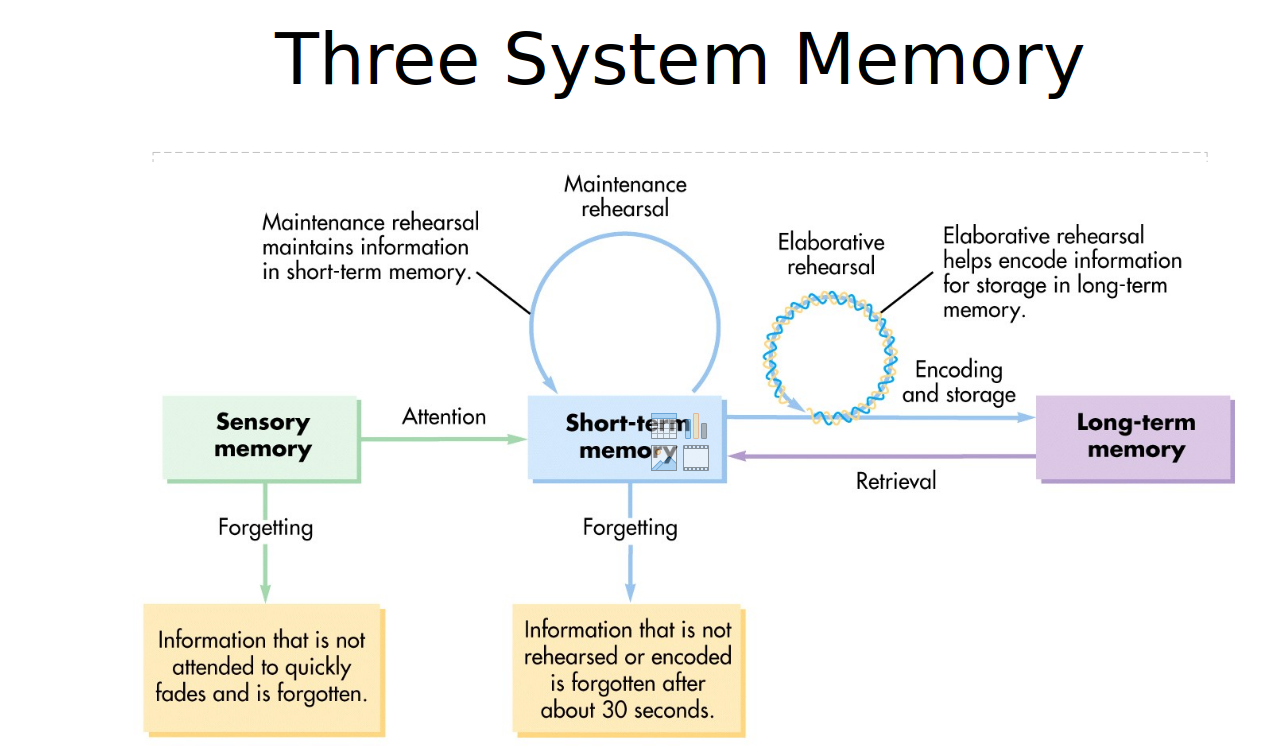 Three System Memory
Maintenance
rehearsal
Maintenance rehearsal
maintains information
in short-term memory.
Elaborative
rehearsal
Elaborative rehearsal
helps encode information
for storage in long-term
memory.
Encoding
and storage
Sensory
memory
Attention
Short-term
memory
Long-term
memory
Retrieval
Forgetting
Forgetting
Information that is not
attended to quickly
fades and is forgotten.
Information that is not
rehearsed or encoded
is forgotten after
about 30 seconds.